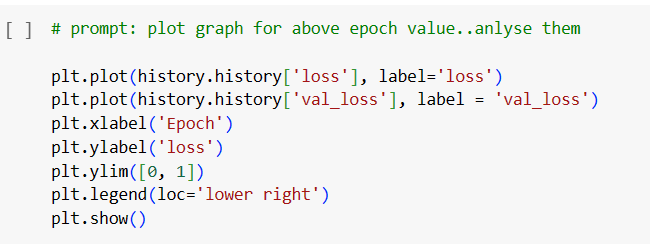 [ ] # prompt: plot graph for above epoch value..anlyse them
plt.plot(history.history['loss'], label='loss')
plt.plot(history.history['val_loss'], label = 'val_loss')
plt.xlabel('Epoch')
plt.ylabel('loss')
plt.ylim([0, 1])
plt.legend(loc='lower right')
plt.show()